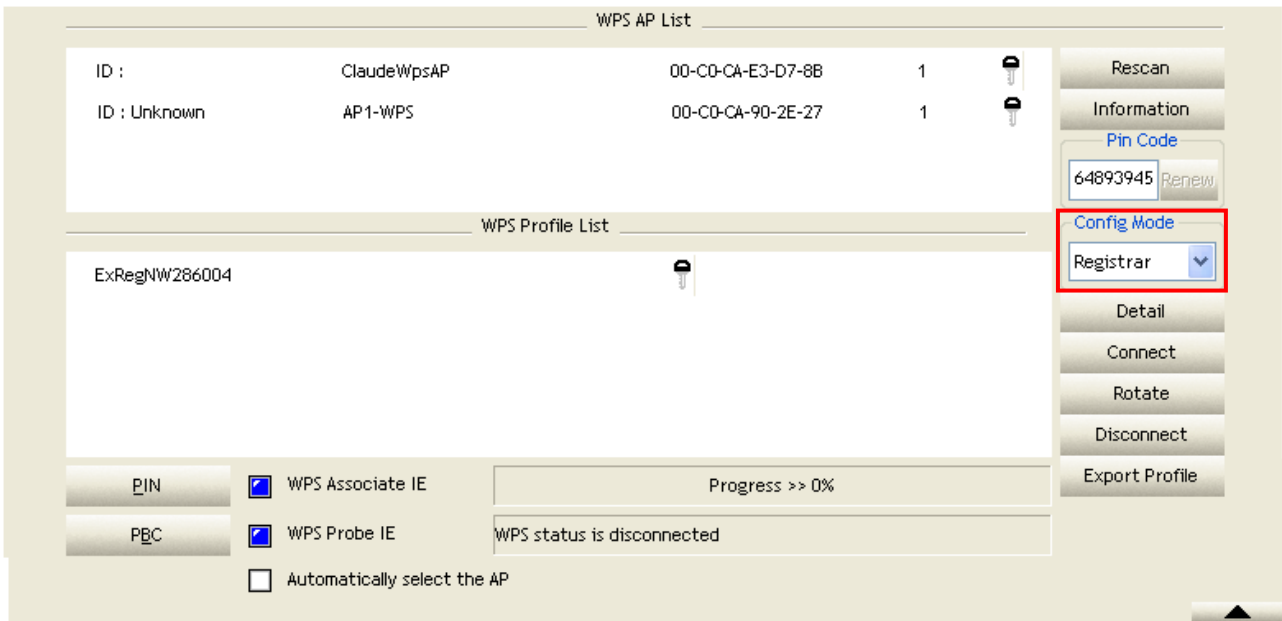 WPS AP List
ID : ClaudeWpsAP 00-C0-CA-E3-D7-8B 1
ID : Unknown AP1-WPS 00-C0-CA-90-2E-27 1
Rescan
Information
Pin Code
64893945 Renew
WPS Profile List
ExRegNW286004
Config Mode
Registrar
Detail
Connect
Rotate
Disconnect
Export Profile
PIN WPS Associate IE Progress >> 0%
PBC WPS Probe IE WPS status is disconnected
Automatically select the AP